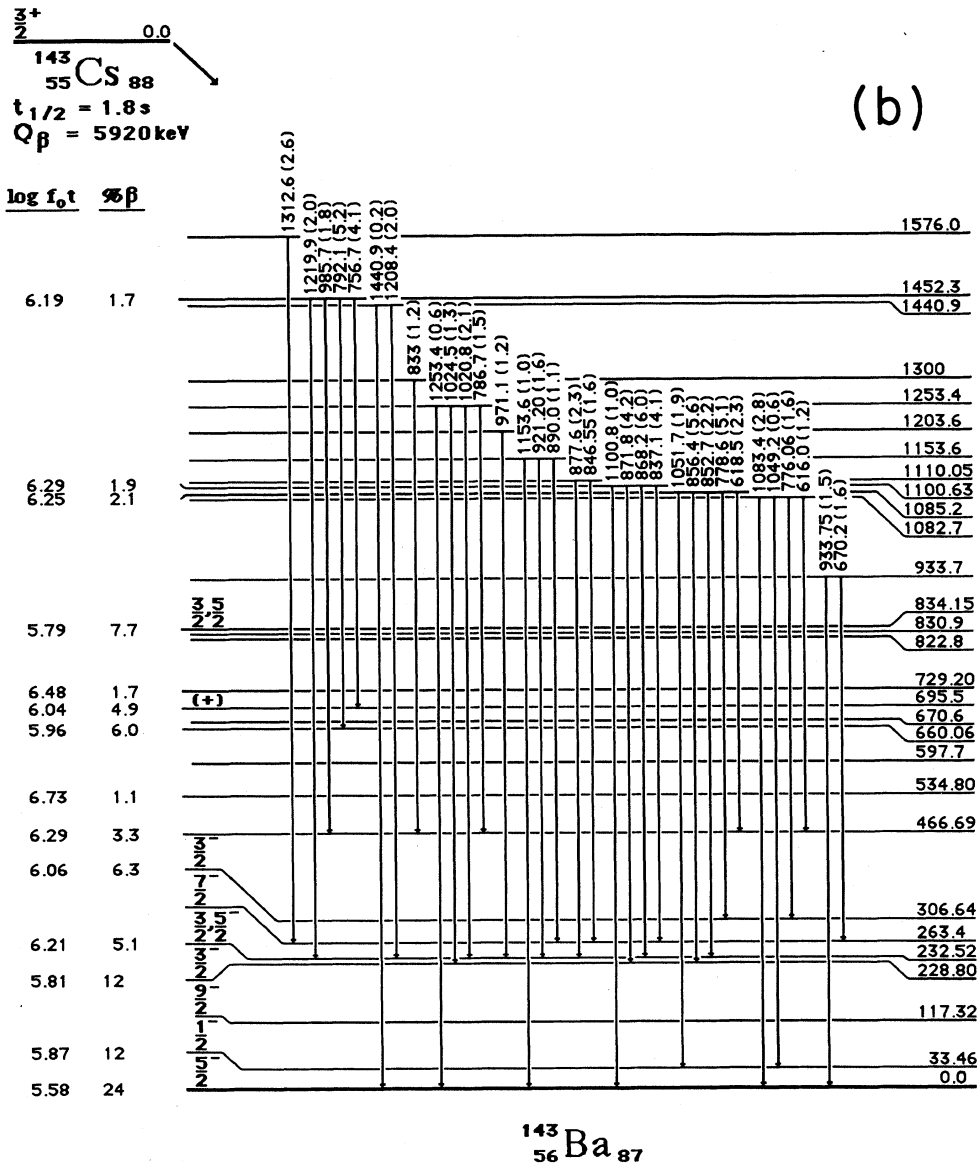 3/2+ 0.0
143 55 Cs 88
(b)
t 1/2 = 1.8 s
Qβ = 5920 keV
log f₀t %β
1312.6 (2.6)
1219.9 (2.0)
985.7 (1.8)
792.1 (5.2)
756.7 (4.1)
1440.9 (0.2)
1208.4 (2.0)
833 (1.2)
1253.4 (0.6)
1024.5 (1.3)
1020.8 (2.1)
786.7 (1.5)
971.1 (1.2)
1153.6 (1.0)
921.20 (1.6)
890.0 (1.1)
877.6 (2.3)
846.55 (1.6)
1100.8 (1.0)
871.8 (4.2)
868.2 (6.0)
837.1 (4.1)
1051.7 (1.9)
856.4 (5.6)
852.7 (2.2)
778.6 (5.1)
618.5 (2.3)
1083.4 (2.8)
1049.2 (0.6)
776.06 (1.6)
616.0 (1.2)
933.75 (1.5)
670.2 (1.6)
1576.0
6.19 1.7 1452.3
1440.9
1300
1253.4
1203.6
1153.6
1110.05
6.29 1.9 1100.63
6.25 2.1 1085.2
1082.7
933.7
3/2,5/2 834.15
5.79 7.7 830.9
822.8
6.48 1.7 729.20
6.04 4.9 (+) 695.5
670.6
5.96 6.0 660.06
597.7
6.73 1.1 534.80
6.29 3.3 466.69
6.06 6.3 3/2- 306.64
7/2- 263.4
6.21 5.1 3/2,5/2- 232.52
5.81 12 3/2- 228.80
9/2- 117.32
5.87 12 1/2- 33.46
5.58 24 5/2- 0.0
143 56 Ba 87